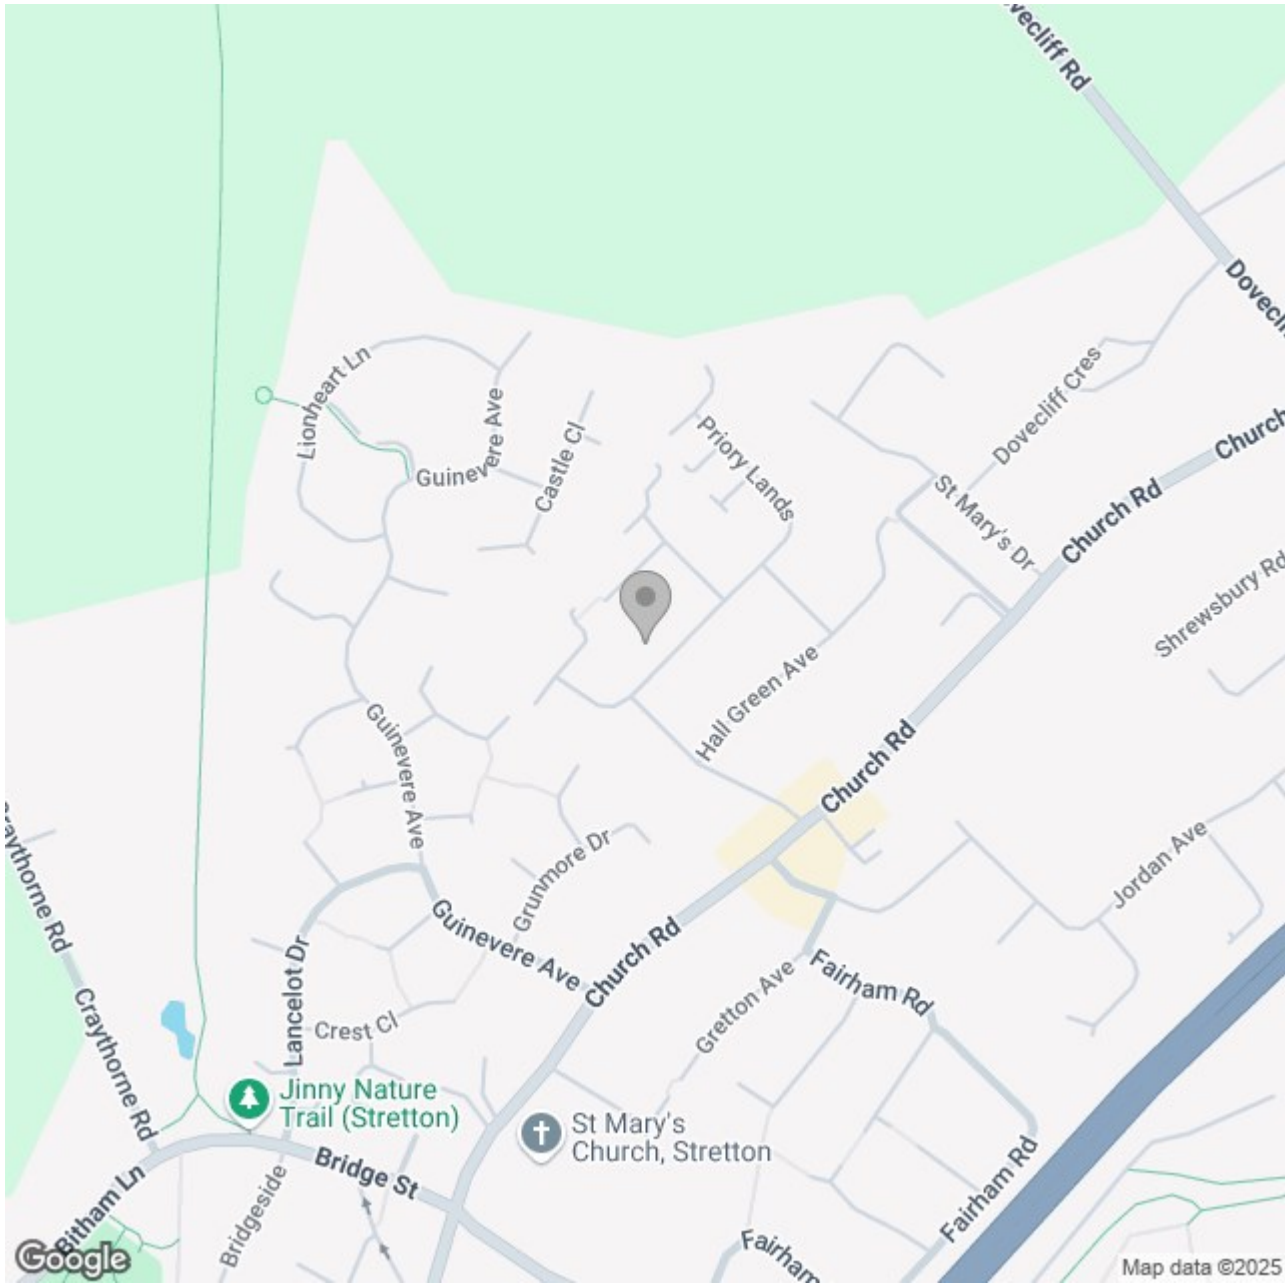 ovecliff Rd
Dovecli
Lionheart Ln
Guinevere Ave
Castle Cl
Priory Lands
Dovecliff Cres
Church
St Mary's Dr
Church Rd
Shrewsbury Rd
Hall Green Ave
Guinevere Ave
Church Rd
Craythorne Rd
Grunmore Dr
Jordan Ave
Guinevere Ave
Church Rd
Lancelot Dr
Fairham Rd
Gretton Ave
Crest Cl
Craythorne Rd
Jinny Nature
Trail (Stretton)
St Mary's
Church, Stretton
Bridge St
Bitham Ln
Bridgeside
Fairham Rd
Fairham
Google
Map data ©2025